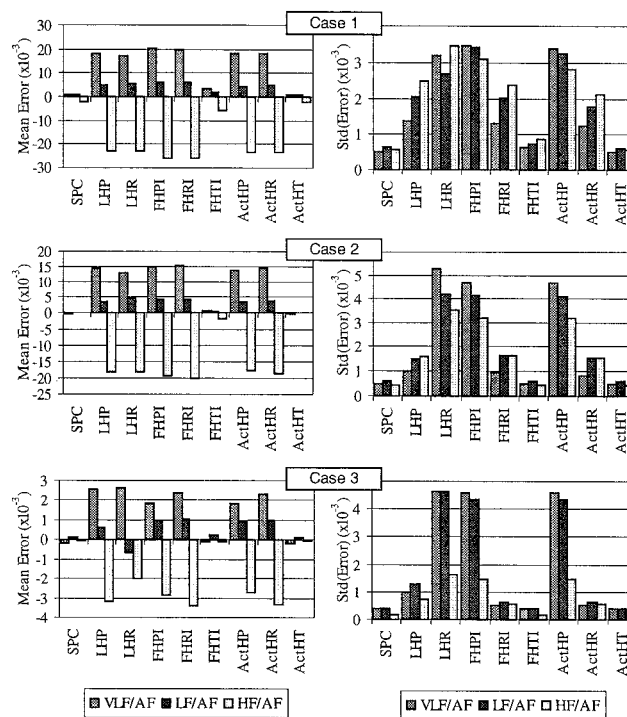 Case 1
Mean Error (x10⁻³)
30
20
10
0
-10
-20
-30
SPC
LHP
LHR
FHPI
FHRI
FHTI
ActHP
ActHR
ActHT
Std(Error) (x10⁻³)
3
2
1
0
SPC
LHP
LHR
FHPI
FHRI
FHTI
ActHP
ActHR
ActHT
Case 2
Mean Error (x10⁻³)
20
15
10
5
0
-5
-10
-15
-20
-25
SPC
LHP
LHR
FHPI
FHRI
FHTI
ActHP
ActHR
ActHT
Std(Error) (x10⁻³)
5
4
3
2
1
0
SPC
LHP
LHR
FHPI
FHRI
FHTI
ActHP
ActHR
ActHT
Case 3
Mean Error (x10⁻³)
3
2
1
0
-1
-2
-3
-4
SPC
LHP
LHR
FHPI
FHRI
FHTI
ActHP
ActHR
ActHT
Std(Error) (x10⁻³)
4
3
2
1
0
SPC
LHP
LHR
FHPI
FHRI
FHTI
ActHP
ActHR
ActHT
VLF/AF LF/AF HF/AF
VLF/AF LF/AF HF/AF